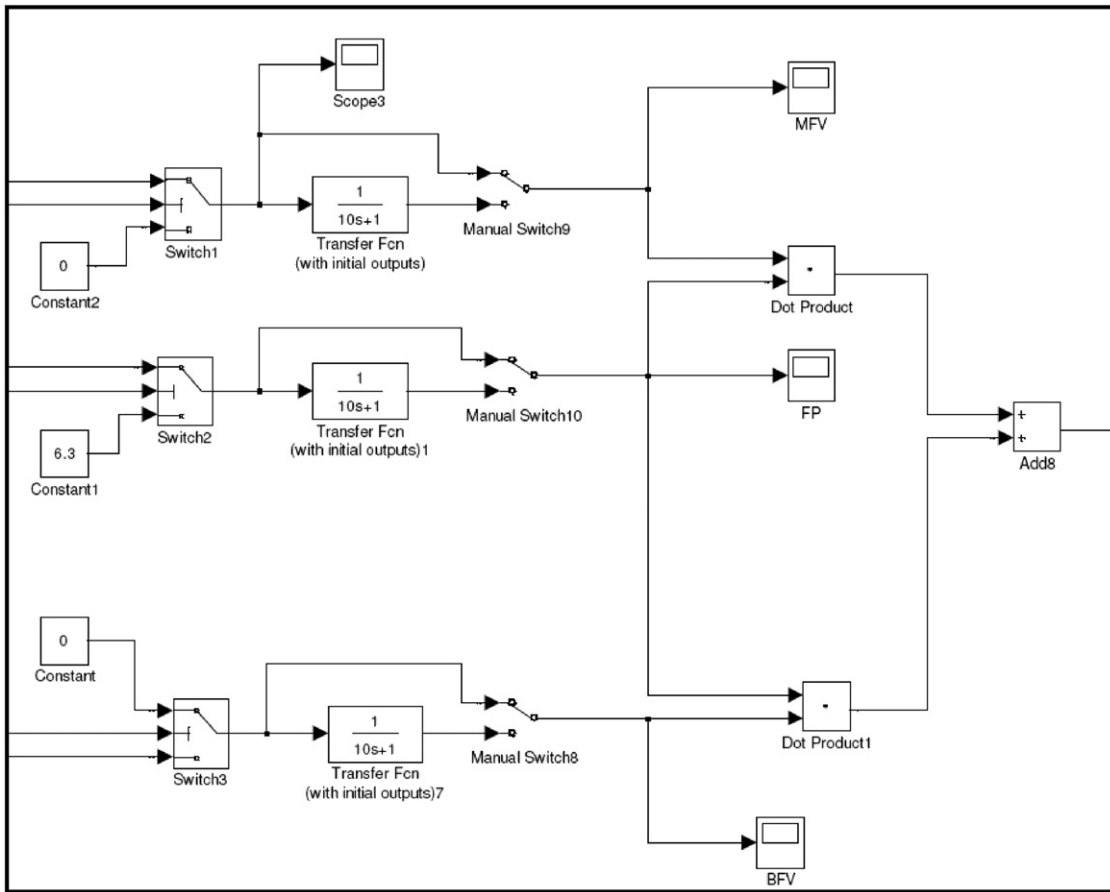 Scope3
MFV
1
10s+1
Manual Switch9
Switch1
Transfer Fcn
(with initial outputs)
0
Constant2
Dot Product
1
10s+1
Manual Switch10
FP
Switch2
Transfer Fcn
(with initial outputs)1
6.3
Constant1
+
+
Add8
0
Constant
1
10s+1
Manual Switch8
Dot Product1
Switch3
Transfer Fcn
(with initial outputs)7
BFV